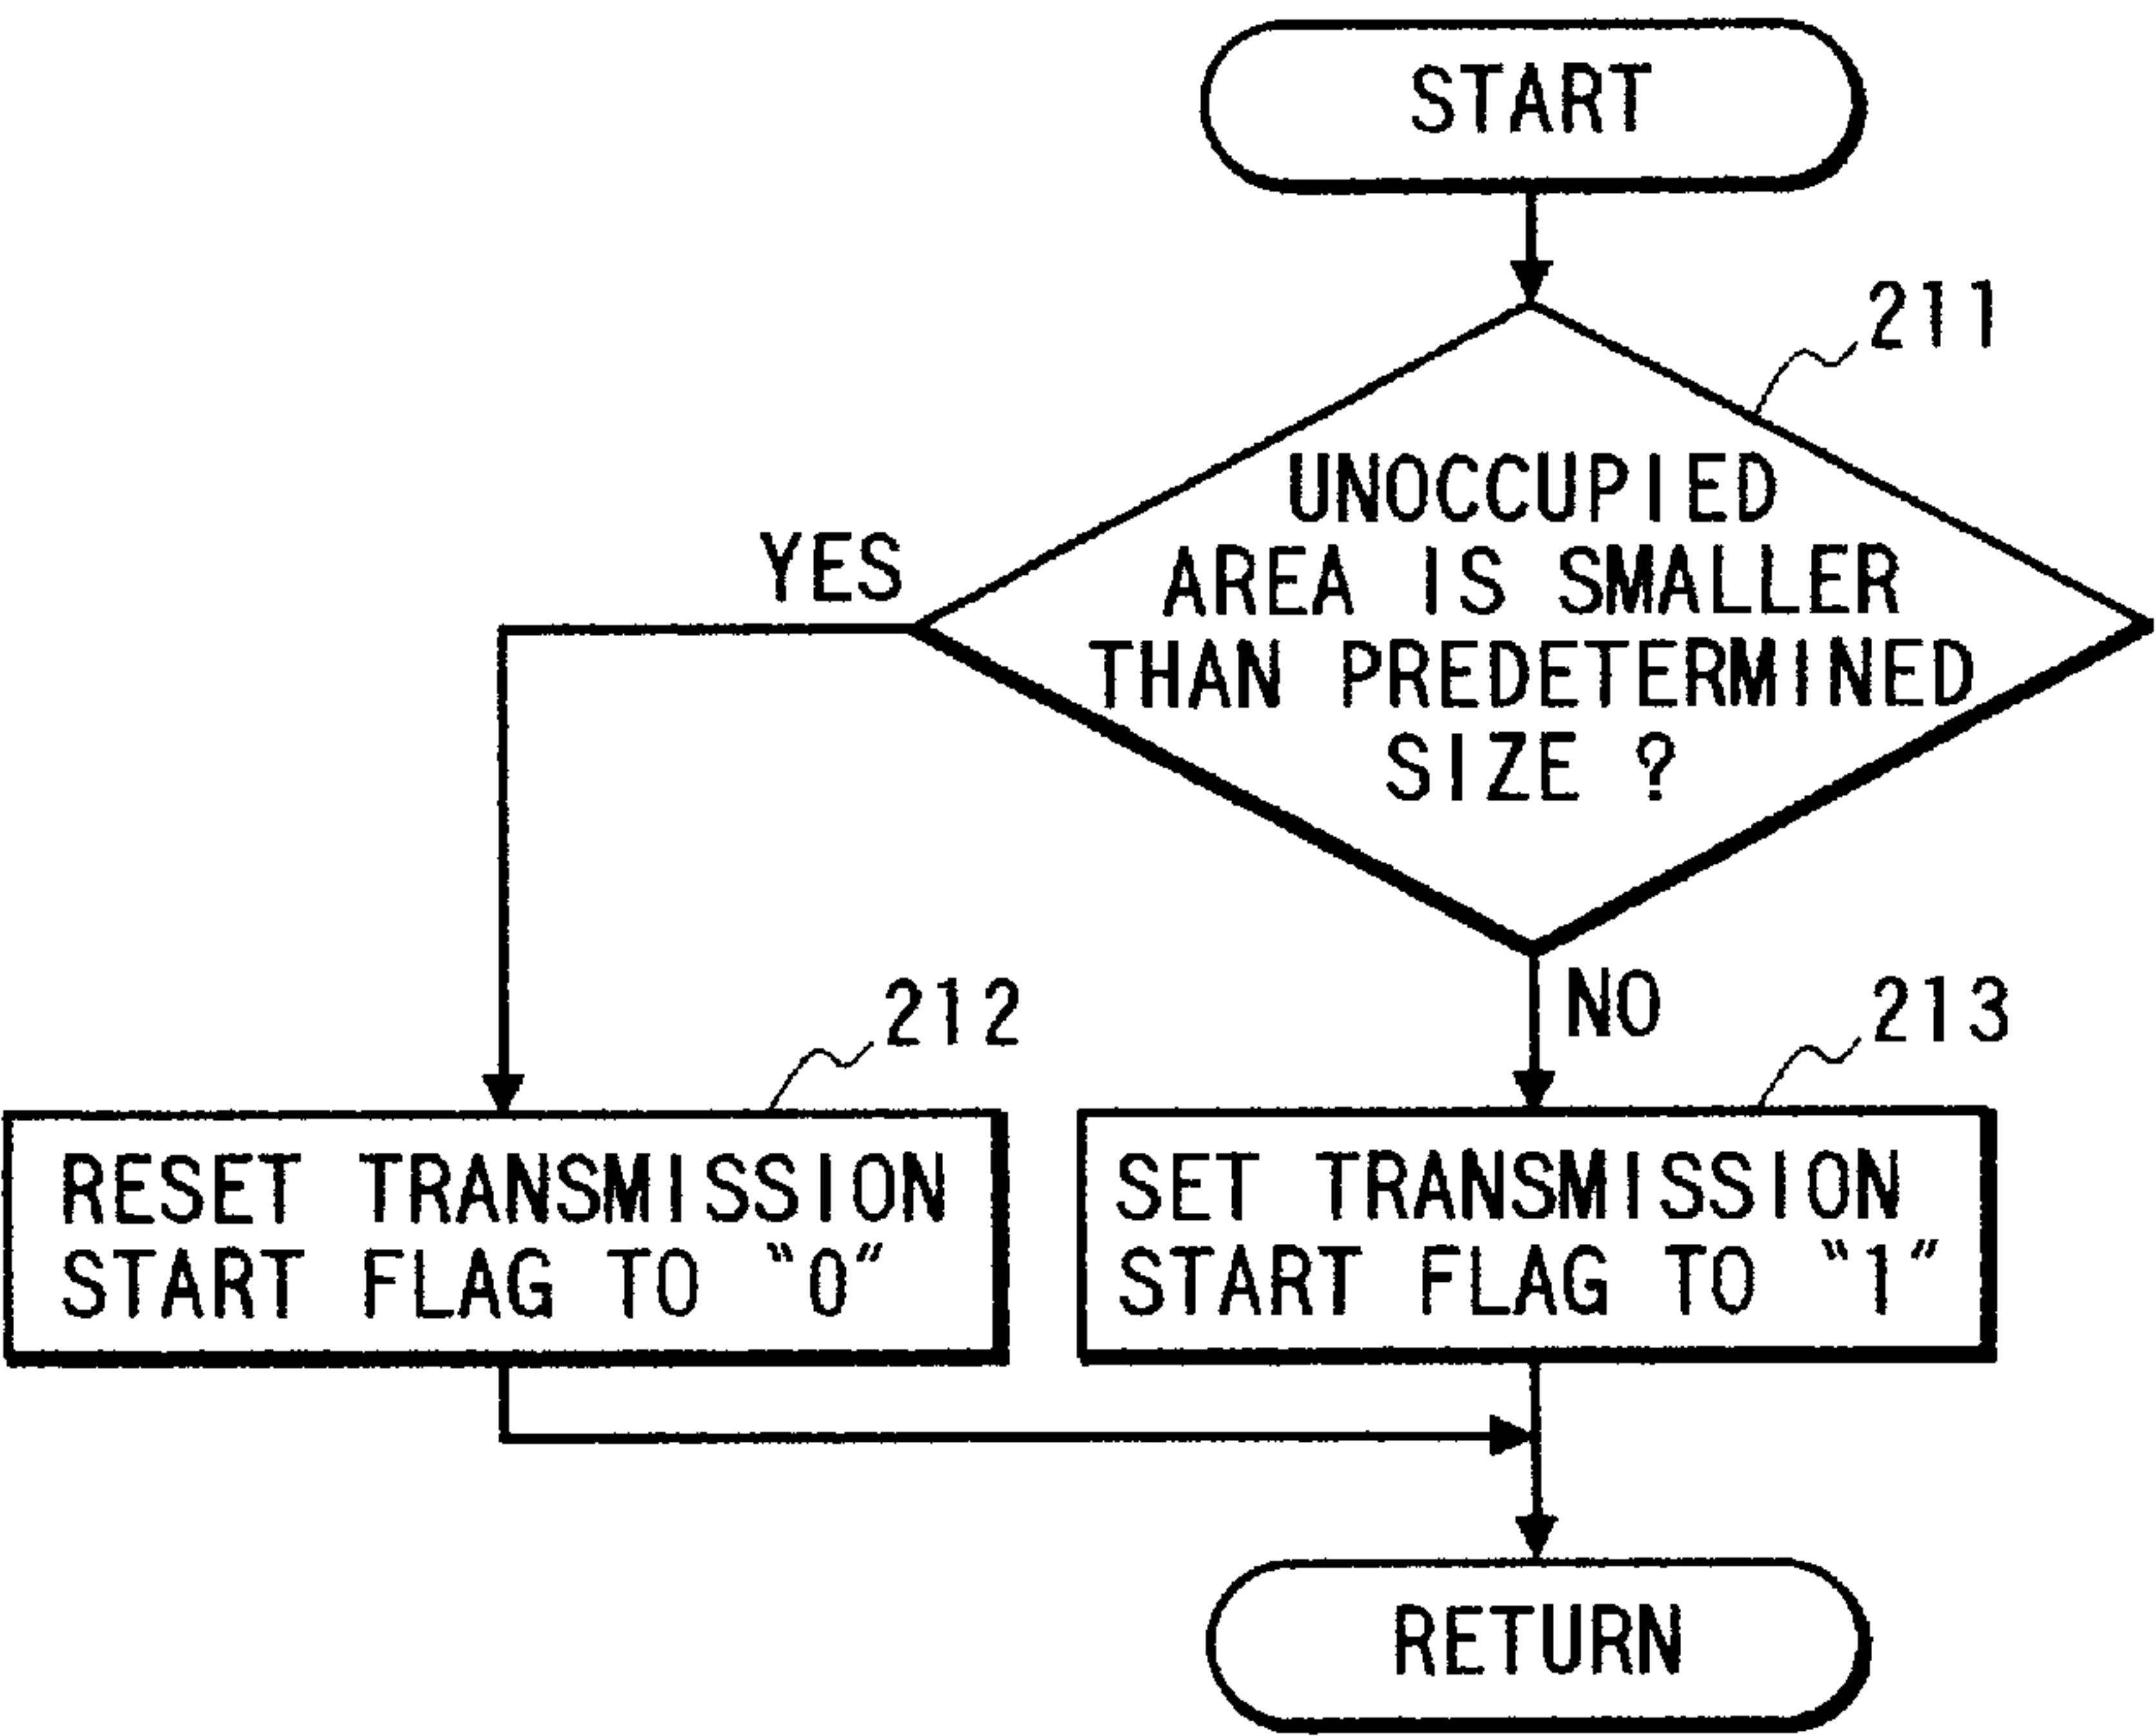 START
211
UNOCCUPIED
AREA IS SMALLER
THAN PREDETERMINED
SIZE ?
YES
NO
212
RESET TRANSMISSION
START FLAG TO "0"
213
SET TRANSMISSION
START FLAG TO "1"
RETURN